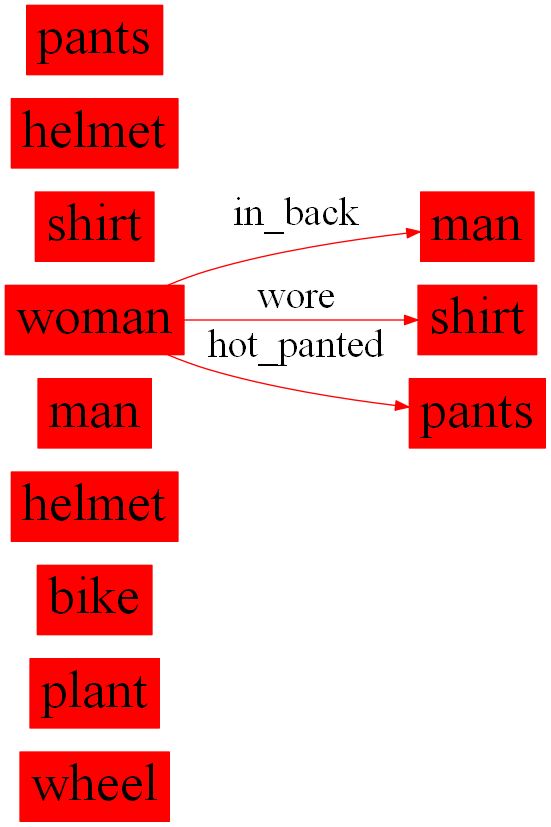 pants
helmet
shirt
in_back
man
woman
wore
shirt
hot_panted
man
pants
helmet
bike
plant
wheel